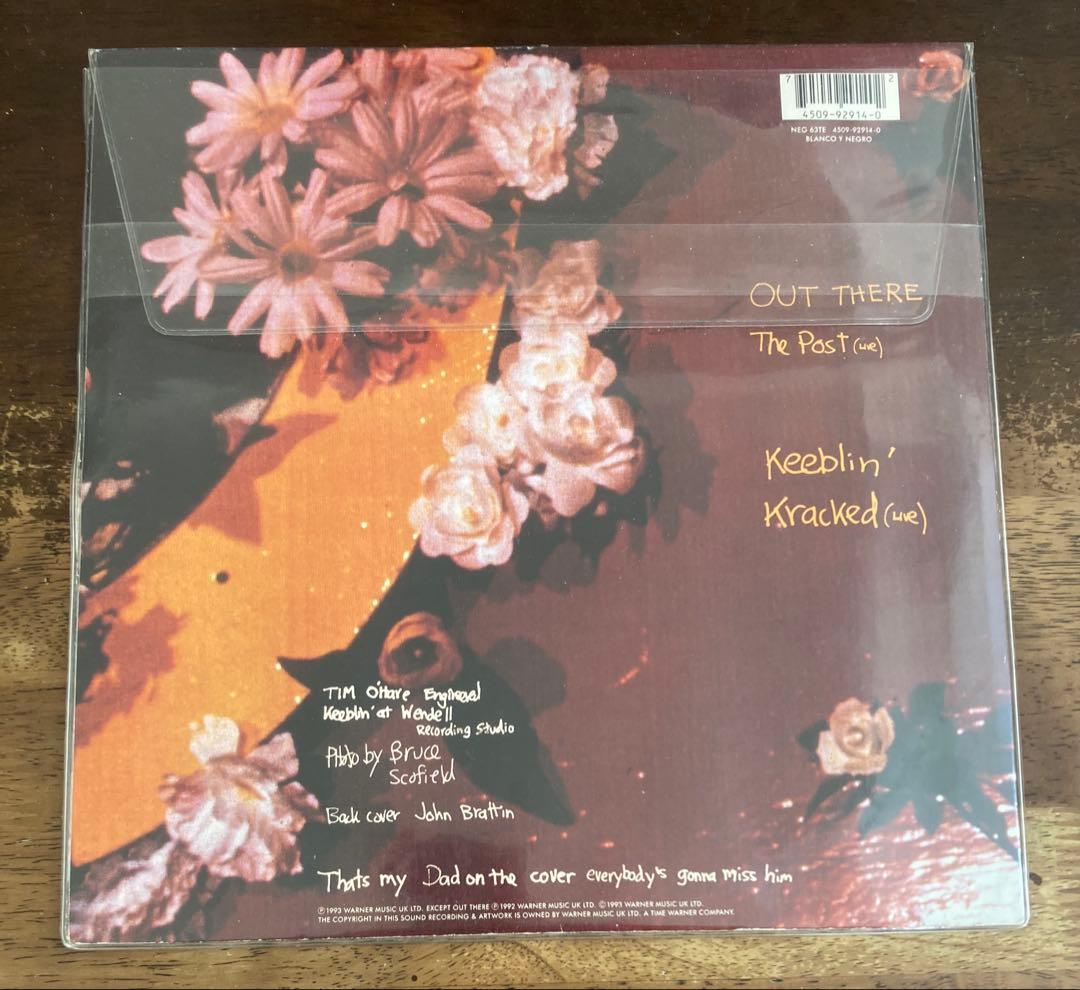 7 2
4509-92914-0
NEG 63TE 4509-92914-0
BLANCO Y NEGRO
OUT THERE
The Post (LIVE)
Keeblin'
Kracked (LIVE)
TIM O'Hare Engineered
Keeblin' at Wendell
Recording Studio
Photo by Bruce
Scofield
Back cover John Brattin
Thats my Dad on the cover everybody's gonna miss him
Ⓟ1993 WARNER MUSIC UK LTD. EXCEPT OUT THERE Ⓟ 1992 WARNER MUSIC UK LTD. Ⓒ1993 WARNER MUSIC UK LTD.
THE COPYRIGHT IN THIS SOUND RECORDING & ARTWORK IS OWNED BY WARNER MUSIC UK LTD. A TIME WARNER COMPANY.